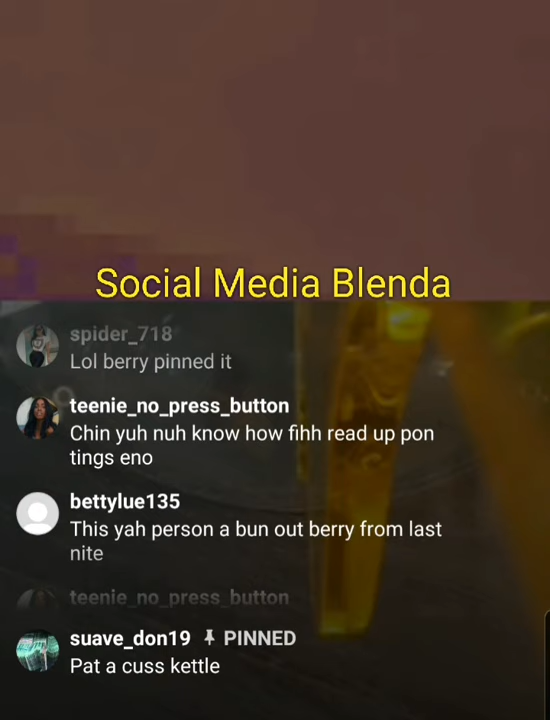 Social Media Blenda
spider_718
Lol berry pinned it
teenie_no_press_button
Chin yuh nuh know how fihh read up pon
tings eno
bettylue135
This yah person a bun out berry from last
nite
teenie_no_press_button
suave_don19 PINNED
Pat a cuss kettle